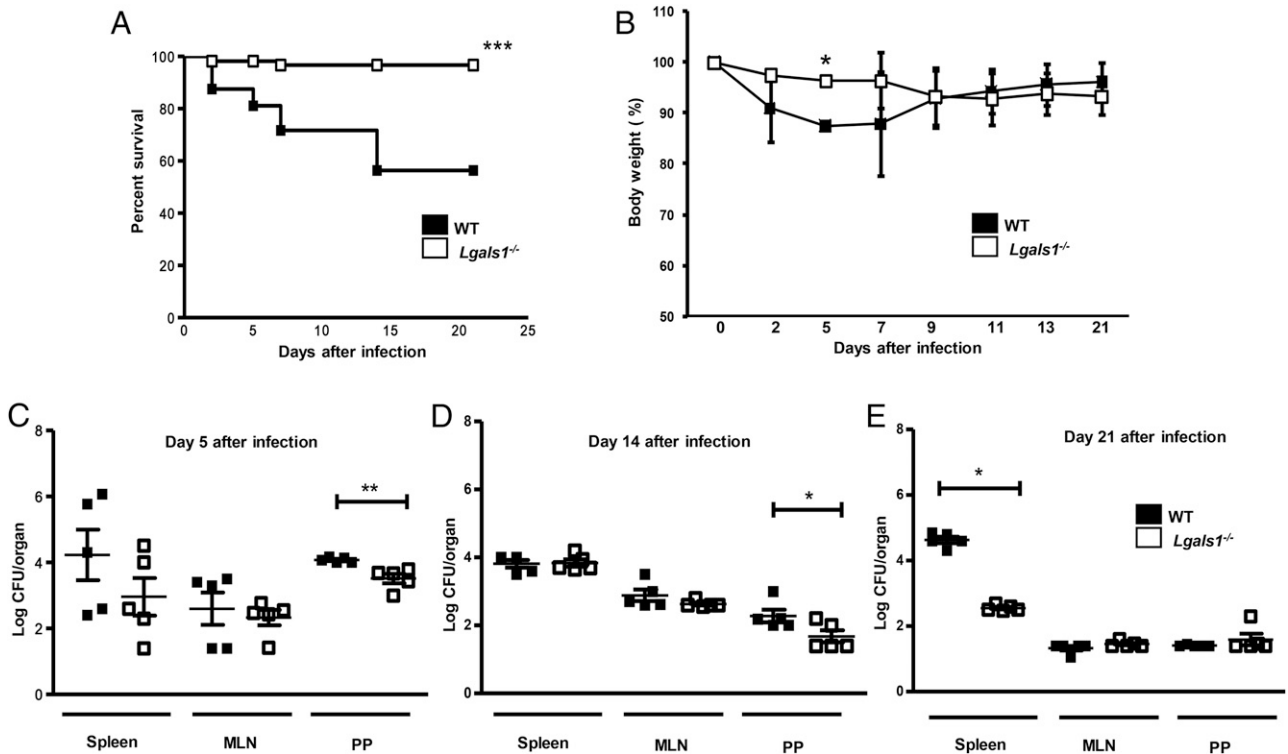 A
***
100
80
60
40
20
0
Percent survival
0 5 10 15 20 25
Days after infection
WT
Lgals1-/-
B
*
110
100
90
80
70
60
50
Body weight ( %)
0 2 5 7 9 11 13 21
Days after infection
WT
Lgals1-/-
C
Day 5 after infection
8
6
4
2
0
Log CFU/organ
**
Spleen MLN PP
D
Day 14 after infection
8
6
4
2
0
Log CFU/organ
*
Spleen MLN PP
E
Day 21 after infection
8
6
4
2
0
Log CFU/organ
*
WT
Lgals1-/-
Spleen MLN PP